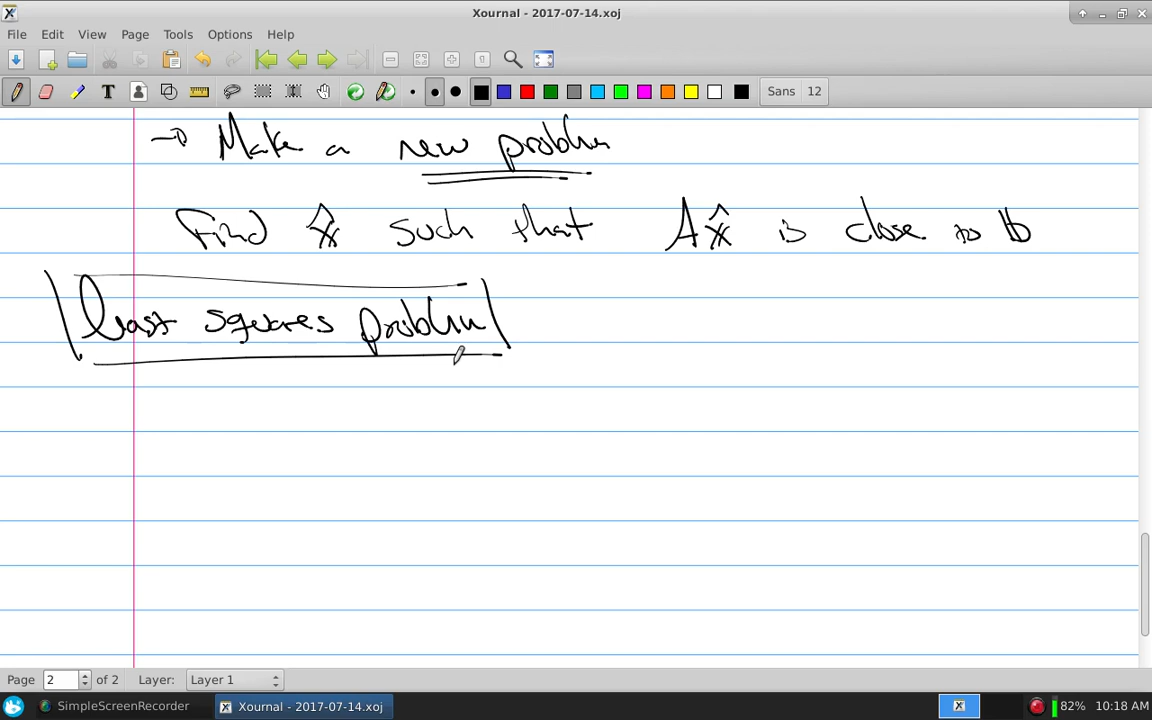 Xournal - 2017-07-14.xoj
File Edit View Page Tools Options Help
Sans 12
→ Make a new problem
Find x̂ such that Ax̂ is close to b
least squares problem
Page 2 of 2 Layer: Layer 1
SimpleScreenRecorder Xournal - 2017-07-14.xoj 82% 10:18 AM